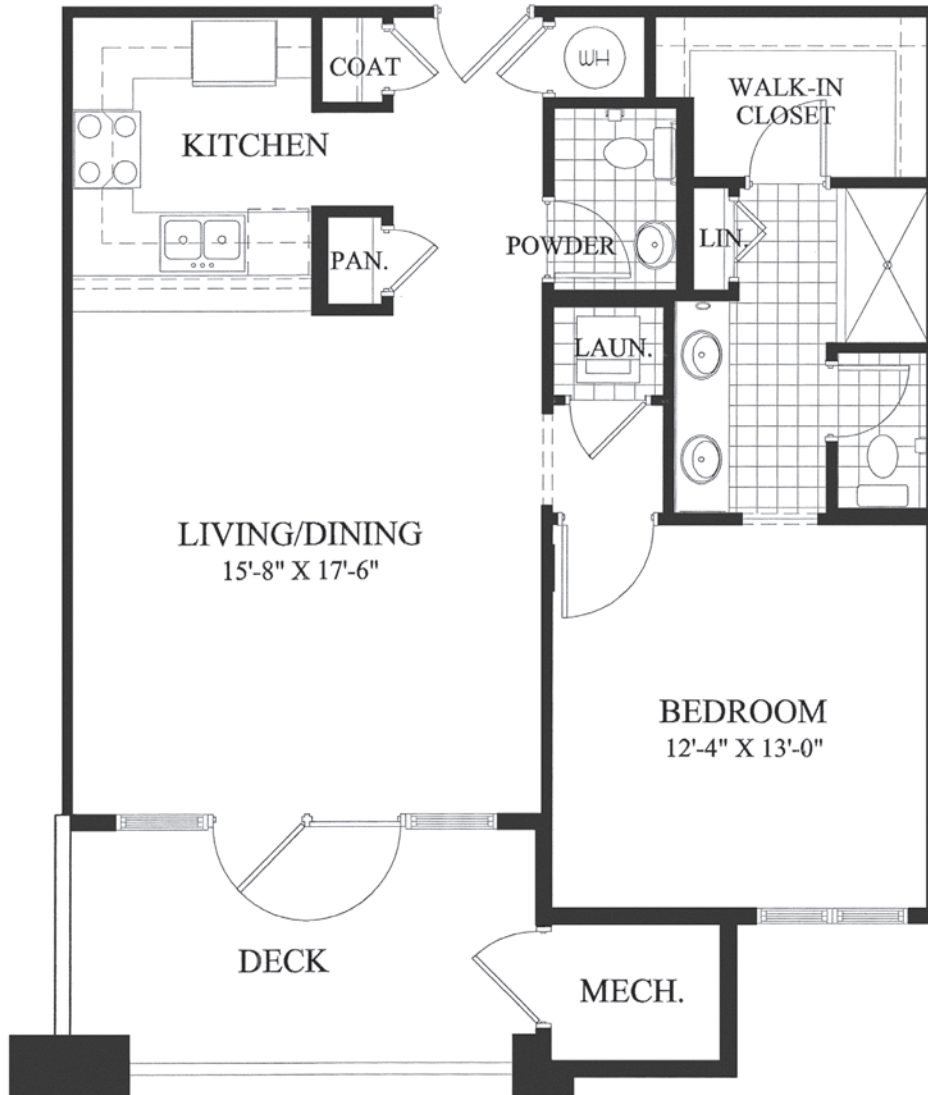 COAT
WH
WALK-IN
CLOSET
KITCHEN
POWDER
LIN.
PAN.
LAUN.
LIVING/DINING
15'-8" X 17'-6"
BEDROOM
12'-4" X 13'-0"
DECK
MECH.